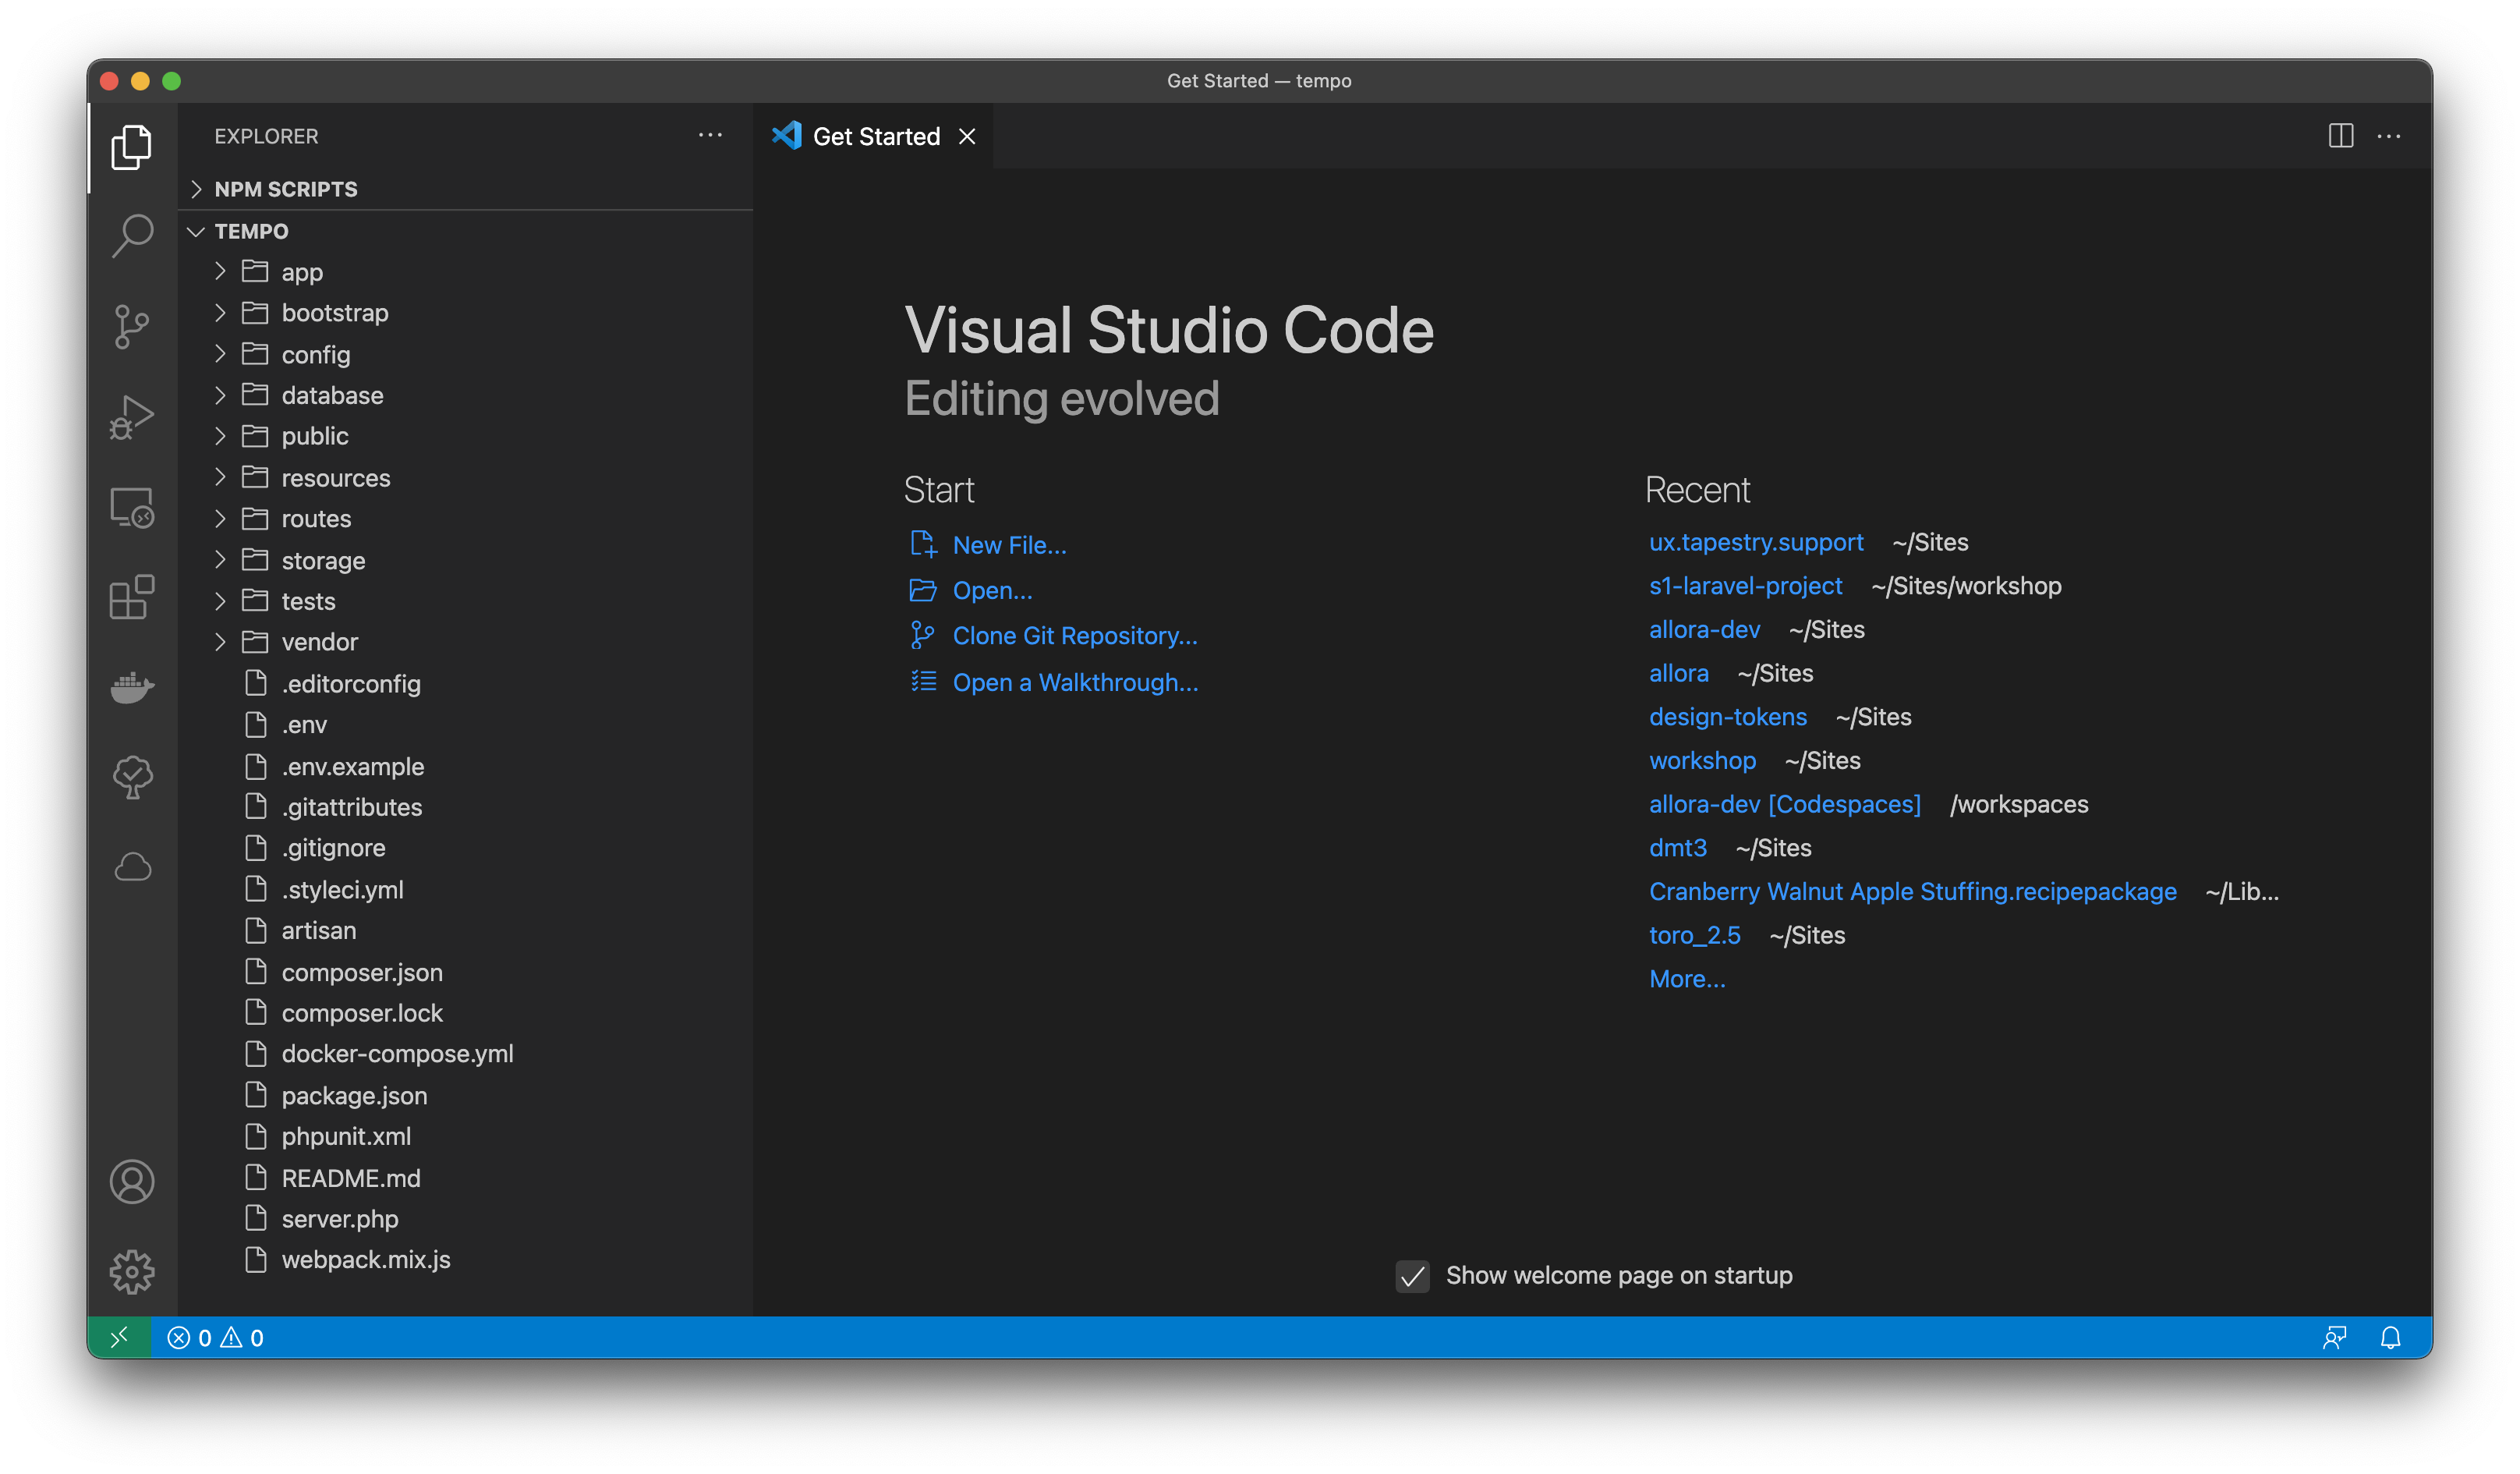 Get Started — tempo
EXPLORER
NPM SCRIPTS
TEMPO
app
bootstrap
config
database
public
resources
routes
storage
tests
vendor
.editorconfig
.env
.env.example
.gitattributes
.gitignore
.styleci.yml
artisan
composer.json
composer.lock
docker-compose.yml
package.json
phpunit.xml
README.md
server.php
webpack.mix.js
Get Started
Visual Studio Code
Editing evolved
Start
New File...
Open...
Clone Git Repository...
Open a Walkthrough...
Recent
ux.tapestry.support ~/Sites
s1-laravel-project ~/Sites/workshop
allora-dev ~/Sites
allora ~/Sites
design-tokens ~/Sites
workshop ~/Sites
allora-dev [Codespaces] /workspaces
dmt3 ~/Sites
Cranberry Walnut Apple Stuffing.recipepackage ~/Lib...
toro_2.5 ~/Sites
More...
Show welcome page on startup
0 0